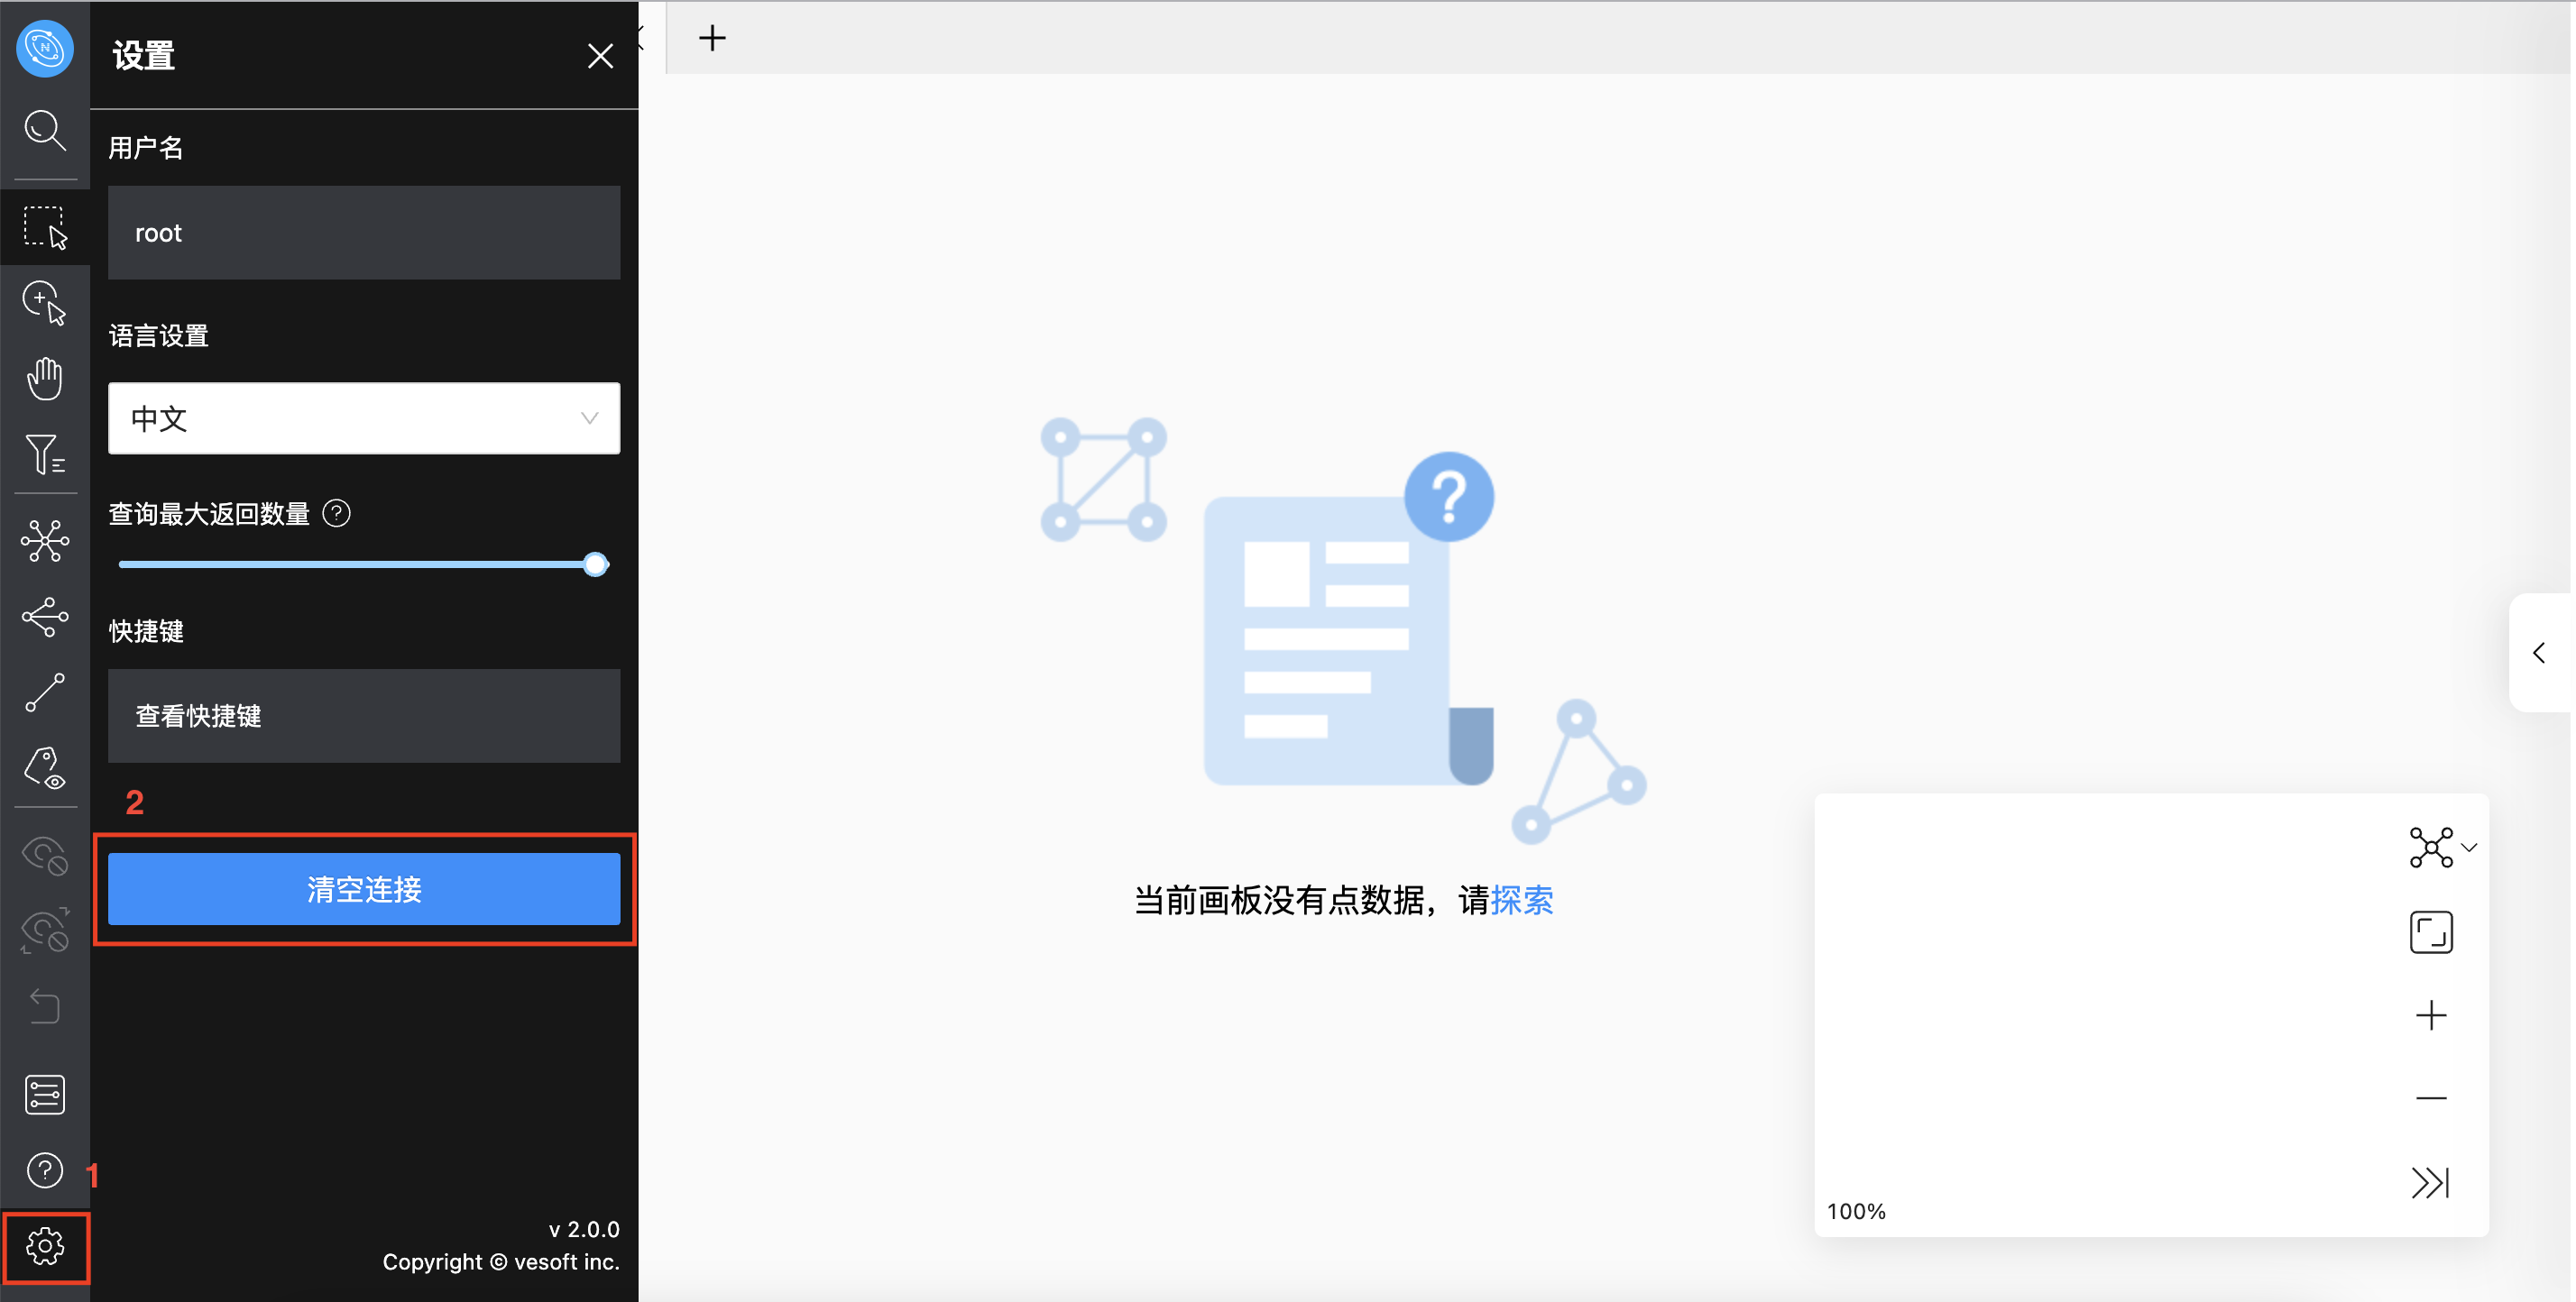 设置
用户名
root
语言设置
中文
查询最大返回数量 ?
快捷键
查看快捷键
2
清空连接
1
v 2.0.0
Copyright © vesoft inc.
?
当前画板没有点数据，请探索
100%